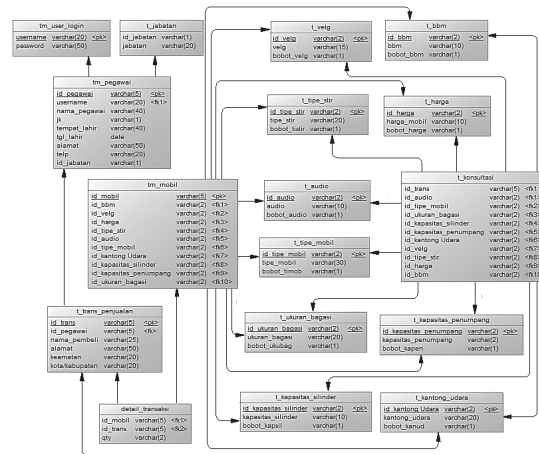 tm_user_login
username varchar(20) <pk>
password varchar(50)
t_jabatan
id_jabatan varchar(1)
jabatan varchar(20)
t_velg
id_velg varchar(2) <pk>
velg varchar(15)
bobot_velg varchar(1)
t_bbm
id_bbm varchar(2) <pk>
bbm varchar(10)
bobot_bbm varchar(1)
tm_pegawai
id_pegawai varchar(5) <pk>
username varchar(20) <fk1>
nama_pegawai varchar(40)
jk varchar(1)
tempat_lahir varchar(40)
tgl_lahir date
alamat varchar(50)
telp varchar(20)
id_jabatan varchar(1)
t_tipe_stir
id_tipe_stir varchar(2) <pk>
tipe_stir varchar(20)
bobot_tistir varchar(1)
t_harga
id_harga varchar(2) <pk>
harga_mobil varchar(10)
bobot_harga varchar(1)
tm_mobil
id_mobil varchar(5) <pk>
id_bbm varchar(2) <fk1>
id_velg varchar(2) <fk2>
id_harga varchar(2) <fk3>
id_tipe_stir varchar(2) <fk4>
id_audio varchar(2) <fk5>
id_tipe_mobil varchar(2) <fk6>
id_kantong Udara varchar(2) <fk7>
id_kapasitas_silinder varchar(2) <fk8>
id_kapasitas_penumpang varchar(2) <fk9>
id_ukuran_bagasi varchar(2) <fk10>
t_audio
id_audio varchar(2) <pk>
audio varchar(10)
bobot_audio varchar(1)
t_konsultasi
id_trans varchar(5)
id_audio varchar(2)
id_tipe_mobil varchar(2)
id_ukuran_bagasi varchar(2)
id_kapasitas_silinder varchar(2)
id_kapasitas_penumpang varchar(2)
id_kantong Udara varchar(2)
id_velg varchar(2)
id_tipe_stir varchar(2)
id_harga varchar(2)
id_bbm varchar(2)
t_tipe_mobil
id_tipe_mobil varchar(2) <pk>
tipe_mobil varchar(30)
bobot_timob varchar(1)
t_trans_penjualan
id_trans varchar(5) <pk>
id_pegawai varchar(5) <fk>
nama_pembeli varchar(25)
alamat varchar(50)
keamatan varchar(20)
kota/kabupaten varchar(20)
t_ukuran_bagasi
id_ukuran_bagasi varchar(2) <pk>
ukuran_bagasi varchar(20)
bobot_ukubag varchar(1)
t_kapasitas_penumpang
id_kapasitas_penumpang varchar(2) <pk>
kapasitas_penumpang varchar(2)
bobot_kapen varchar(1)
detail_transaksi
id_mobil varchar(5) <fk1>
id_trans varchar(5) <fk2>
qty varchar(2)
t_kapasitas_silinder
id_kapasitas_silinder varchar(2) <pk>
kapasitas_silinder varchar(10)
bobot_kapsil varchar(1)
t_kantong_udara
id_kantong Udara varchar(2) <pk>
kantong_udara varchar(20)
bobot_kanud varchar(1)